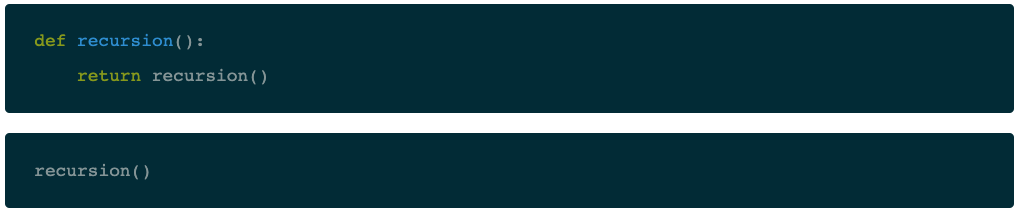 def recursion():
    return recursion()
recursion()